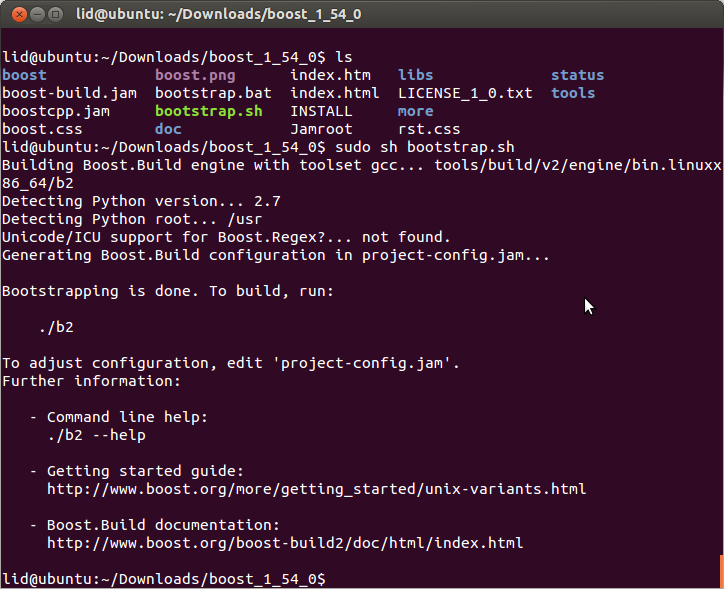 lid@ubuntu: ~/Downloads/boost_1_54_0
lid@ubuntu:~/Downloads/boost_1_54_0$ ls
boost            boost.png      index.htm   libs             status
boost-build.jam  bootstrap.bat  index.html  LICENSE_1_0.txt  tools
boostcpp.jam     bootstrap.sh   INSTALL     more
boost.css        doc            Jamroot     rst.css
lid@ubuntu:~/Downloads/boost_1_54_0$ sudo sh bootstrap.sh
Building Boost.Build engine with toolset gcc... tools/build/v2/engine/bin.linuxx
86_64/b2
Detecting Python version... 2.7
Detecting Python root... /usr
Unicode/ICU support for Boost.Regex?... not found.
Generating Boost.Build configuration in project-config.jam...

Bootstrapping is done. To build, run:

    ./b2

To adjust configuration, edit 'project-config.jam'.
Further information:

   - Command line help:
     ./b2 --help

   - Getting started guide:
     http://www.boost.org/more/getting_started/unix-variants.html

   - Boost.Build documentation:
     http://www.boost.org/boost-build2/doc/html/index.html

lid@ubuntu:~/Downloads/boost_1_54_0$